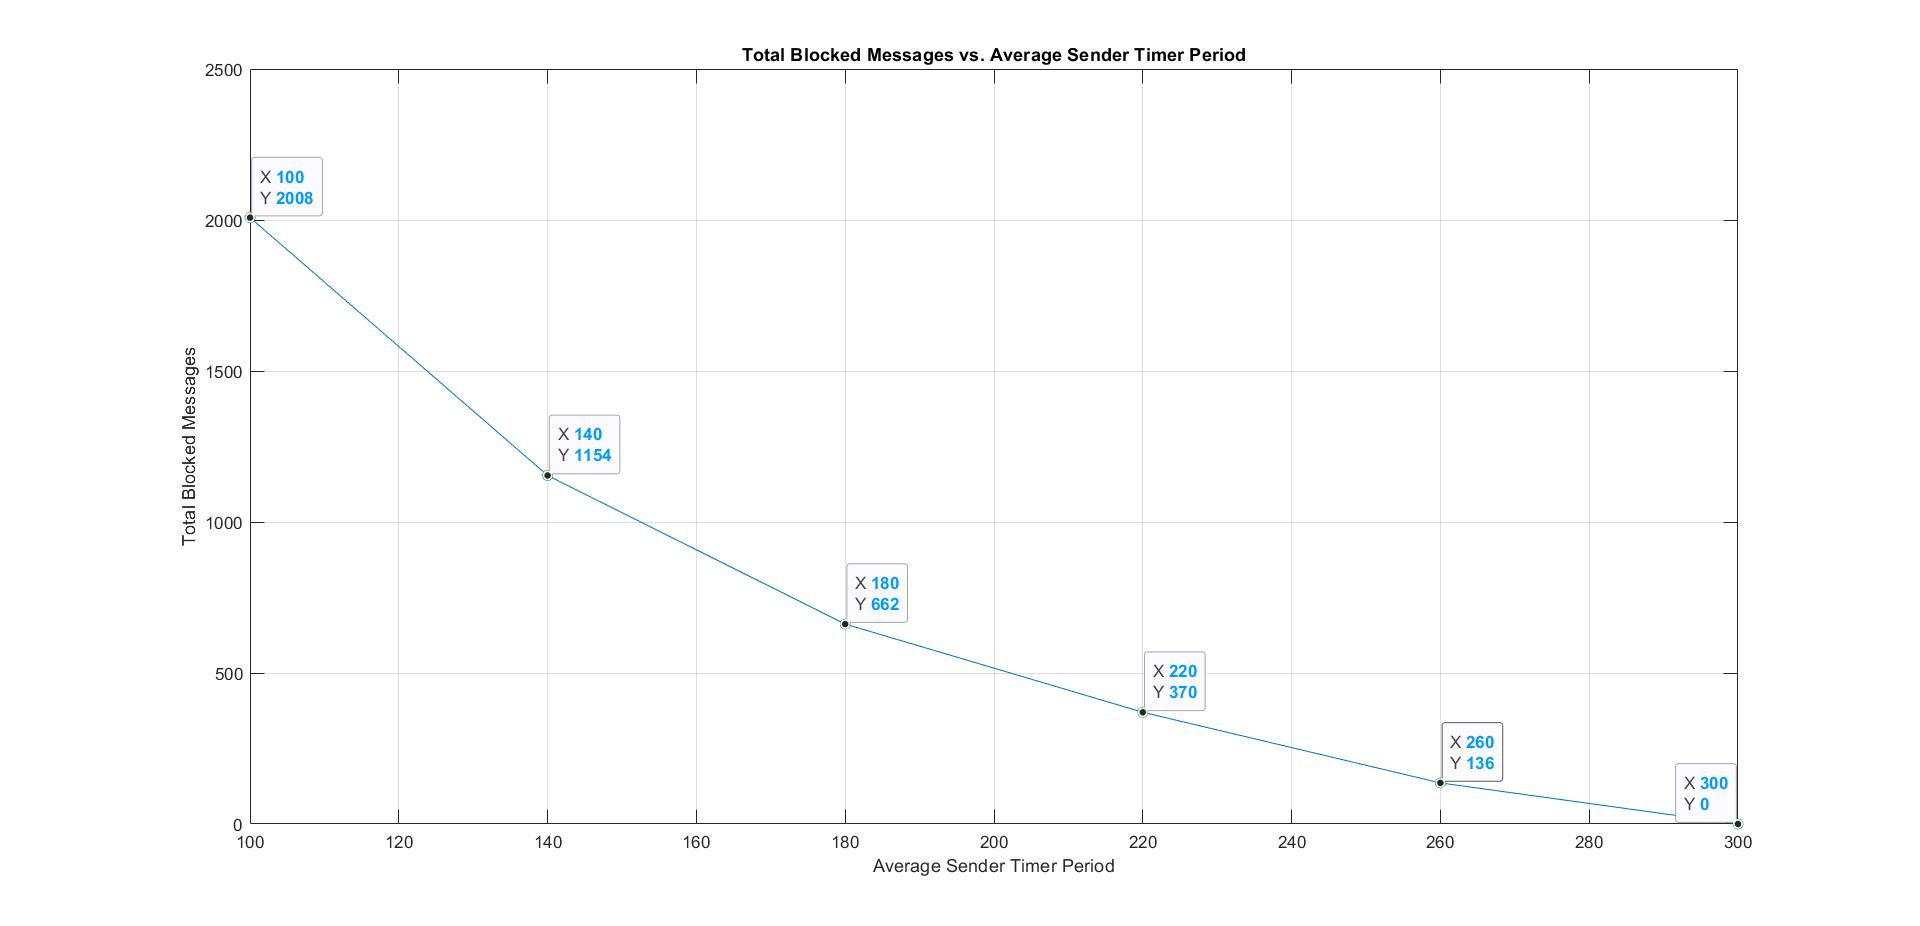 Total Blocked Messages vs. Average Sender Timer Period
2500
2000
1500
1000
500
0
Total Blocked Messages
X 100
Y 2008
X 140
Y 1154
X 180
Y 662
X 220
Y 370
X 260
Y 136
X 300
Y 0
100 120 140 160 180 200 220 240 260 280 300
Average Sender Timer Period